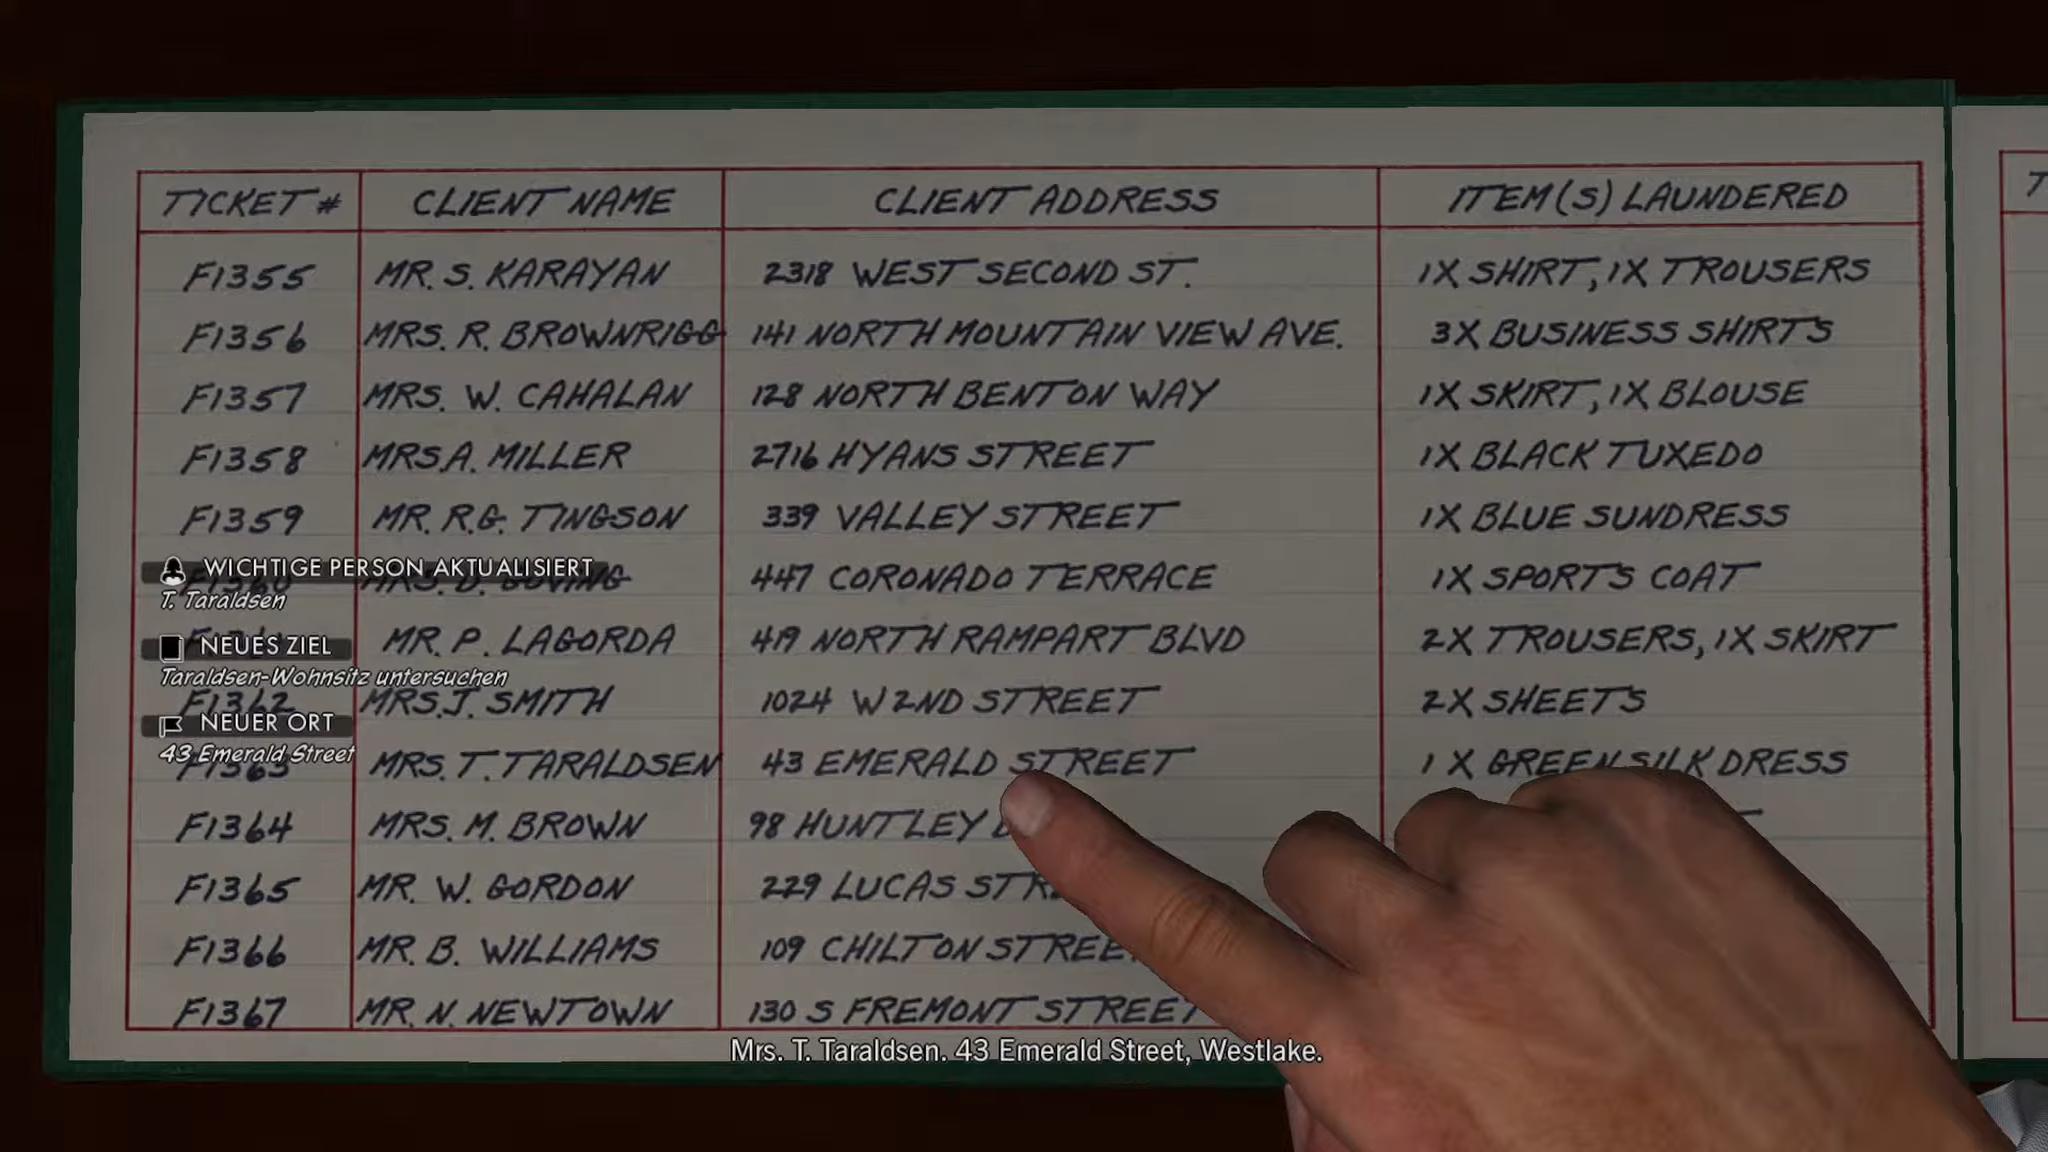 TICKET # CLIENT NAME CLIENT ADDRESS ITEM(S) LAUNDERED
F1355 MR. S. KARAYAN 2318 WEST SECOND ST. 1X SHIRT, 1X TROUSERS
F1356 MRS. R. BROWNRIGG 141 NORTH MOUNTAIN VIEW AVE. 3X BUSINESS SHIRTS
F1357 MRS. W. CAHALAN 128 NORTH BENTON WAY 1X SKIRT, 1X BLOUSE
F1358 MRS A. MILLER 2716 HYANS STREET 1X BLACK TUXEDO
F1359 MR. R.G. TINGSON 339 VALLEY STREET 1X BLUE SUNDRESS
WICHTIGE PERSON AKTUALISIERT
447 CORONADO TERRACE 1X SPORTS COAT
T. Taraldsen
NEUES ZIEL
MR. P. LAGORDA 419 NORTH RAMPART BLVD 2X TROUSERS, 1X SKIRT
Taraldsen-Wohnsitz untersuchen
F1362 MRS. J. SMITH 1024 W 2ND STREET 2X SHEETS
NEUER ORT
43 Emerald Street
F1363 MRS. T. TARALDSEN 43 EMERALD STREET 1 X GREEN SILK DRESS
F1364 MRS. M. BROWN 98 HUNTLEY
F1365 MR. W. GORDON 229 LUCAS
F1366 MR. B. WILLIAMS 109 CHILTON STREET
F1367 MR. N. NEWTOWN 130 S FREMONT STREET
Mrs. T. Taraldsen. 43 Emerald Street, Westlake.